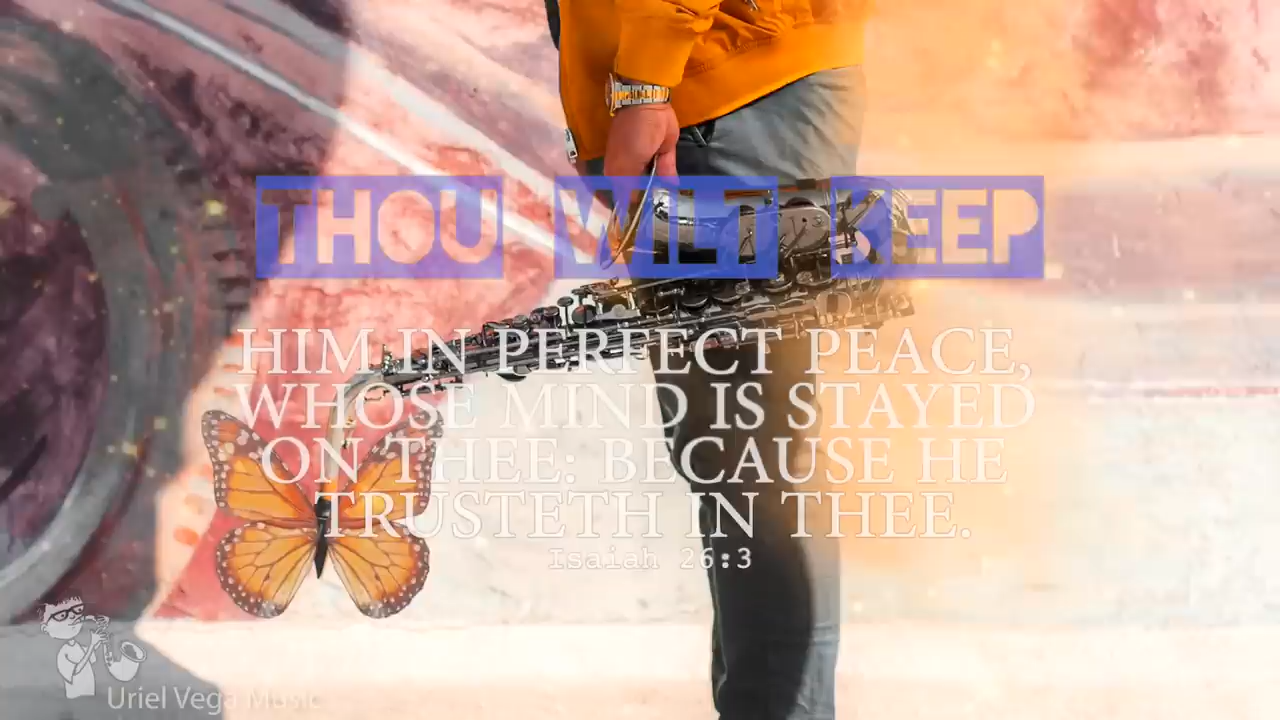 THOU WILT KEEP
HIM IN PERFECT PEACE,
WHOSE MIND IS STAYED
ON THEE: BECAUSE HE
TRUSTETH IN THEE.
Isaiah 26:3
Uriel Vega Music